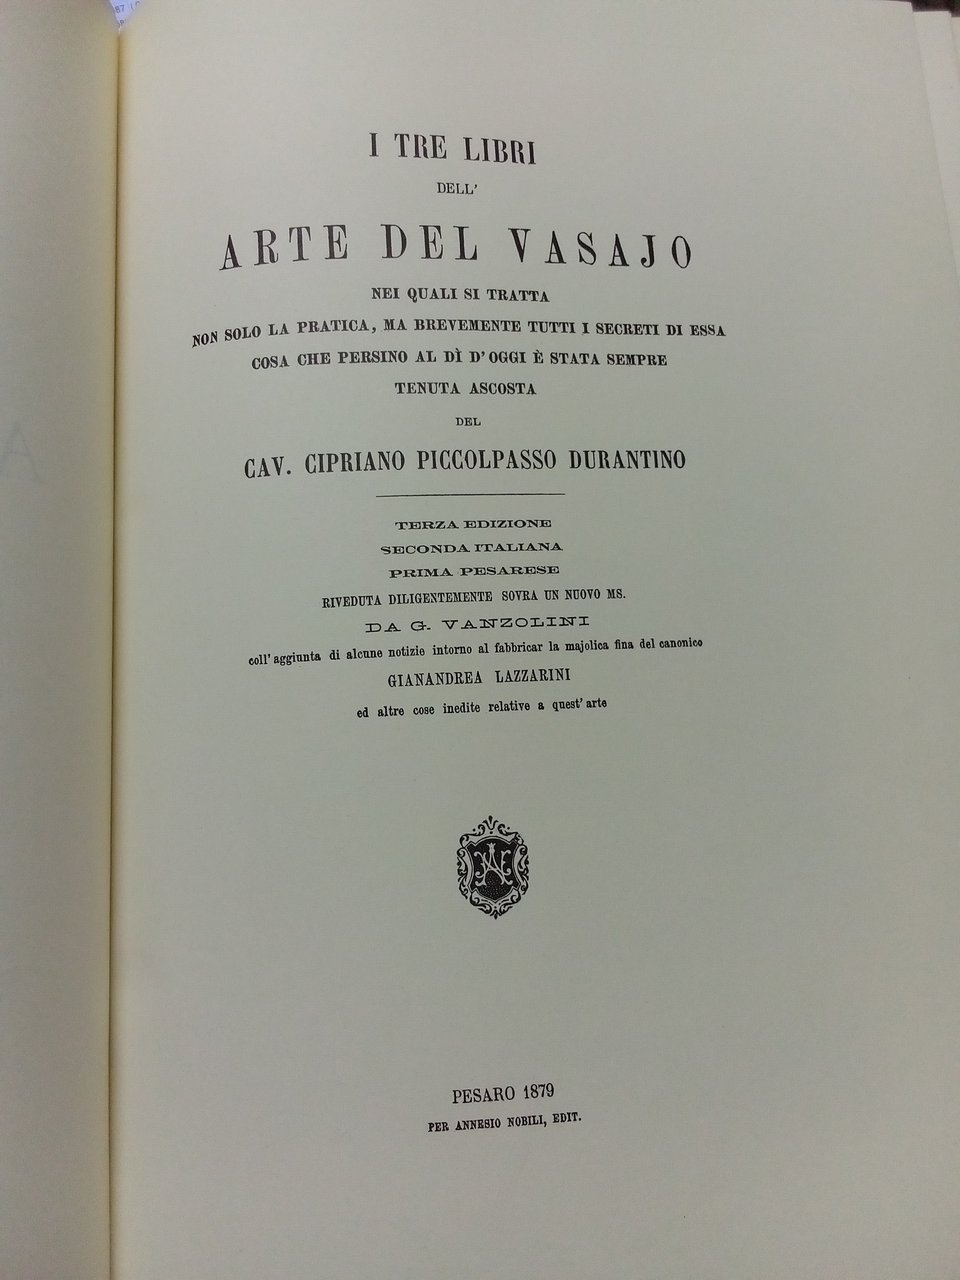 I TRE LIBRI
DELL'
ARTE DEL VASAJO
NEI QUALI SI TRATTA
NON SOLO LA PRATICA, MA BREVEMENTE TUTTI I SECRETI DI ESSA
COSA CHE PERSINO AL DÌ D'OGGI È STATA SEMPRE
TENUTA ASCOSTA
DEL
CAV. CIPRIANO PICCOLPASSO DURANTINO
TERZA EDIZIONE
SECONDA ITALIANA
PRIMA PESARESE
RIVEDUTA DILIGENTEMENTE SOVRA UN NUOVO MS.
DA G. VANZOLINI
coll'aggiunta di alcune notizie intorno al fabbricar la majolica fina del canonico
GIANANDREA LAZZARINI
ed altre cose inedite relative a quest'arte
PESARO 1879
PER ANNESIO NOBILI, EDIT.